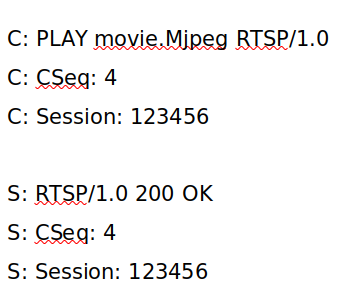 C: PLAY movie.Mjpeg RTSP/1.0
C: CSeq: 4
C: Session: 123456
S: RTSP/1.0 200 OK
S: CSeq: 4
S: Session: 123456